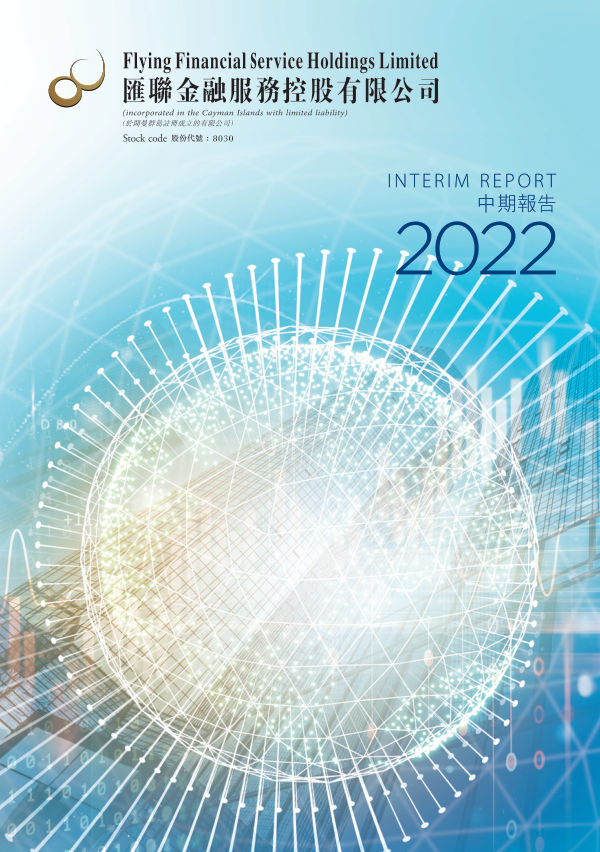 Flying Financial Service Holdings Limited
匯聯金融服務控股有限公司
(incorporated in the Cayman Islands with limited liability)
(於開曼群島註冊成立的有限公司)
Stock code 股份代號 : 8030
INTERIM REPORT
中期報告
2022